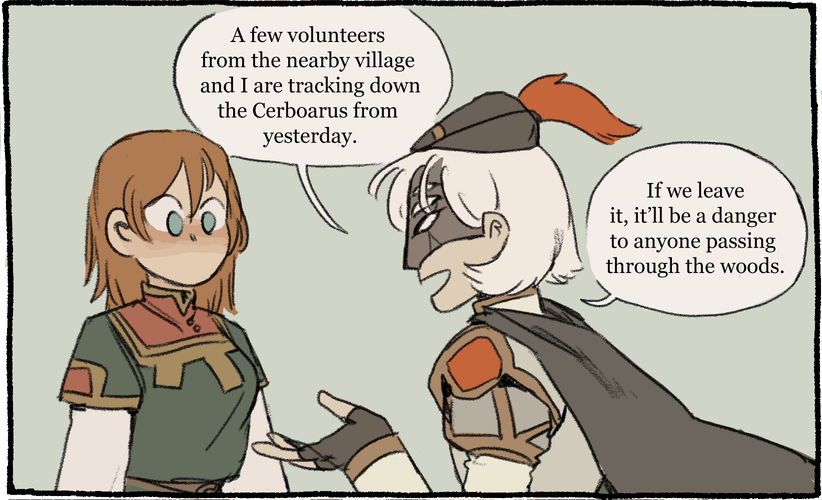 A few volunteers
from the nearby village
and I are tracking down
the Cerboarus from
yesterday.
If we leave
it, it'll be a danger
to anyone passing
through the woods.